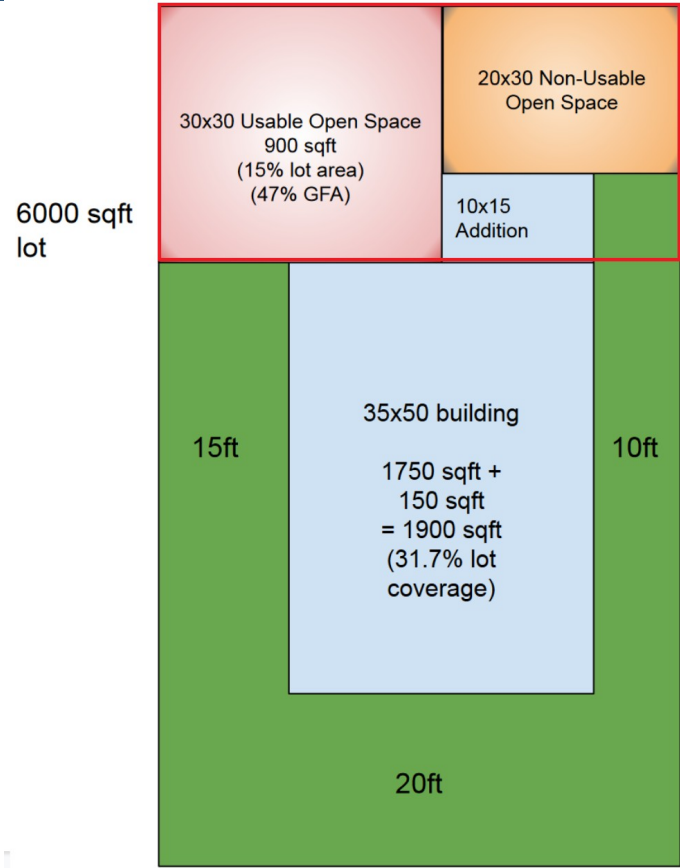 30x30 Usable Open Space
900 sqft
(15% lot area)
(47% GFA)
20x30 Non-Usable
Open Space
6000 sqft
lot
10x15
Addition
35x50 building
1750 sqft +
150 sqft
= 1900 sqft
(31.7% lot
coverage)
15ft
10ft
20ft